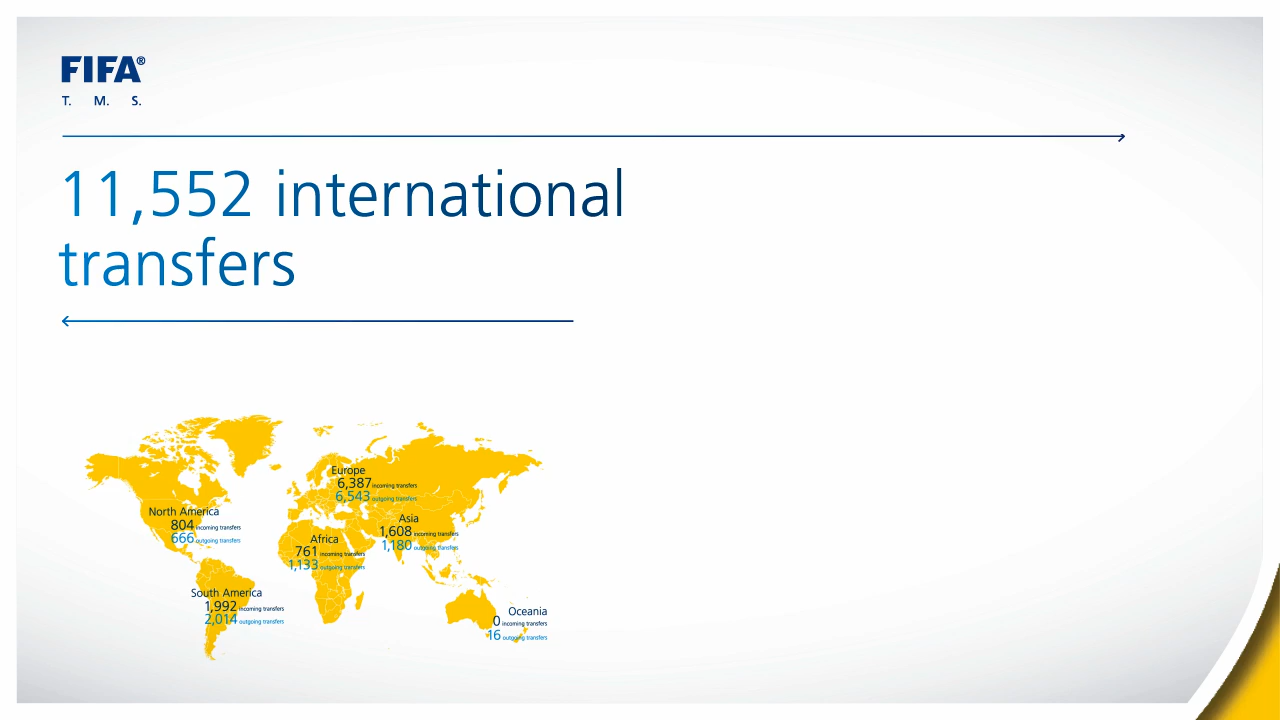 FIFA®
T. M. S.
11,552 international
transfers
Europe
6,387 incoming transfers
6,543 outgoing transfers
North America
804 incoming transfers
666 outgoing transfers
Asia
1,608 incoming transfers
1,180 outgoing transfers
Africa
761 incoming transfers
1,133 outgoing transfers
South America
1,992 incoming transfers
2,014 outgoing transfers
Oceania
0 incoming transfers
16 outgoing transfers